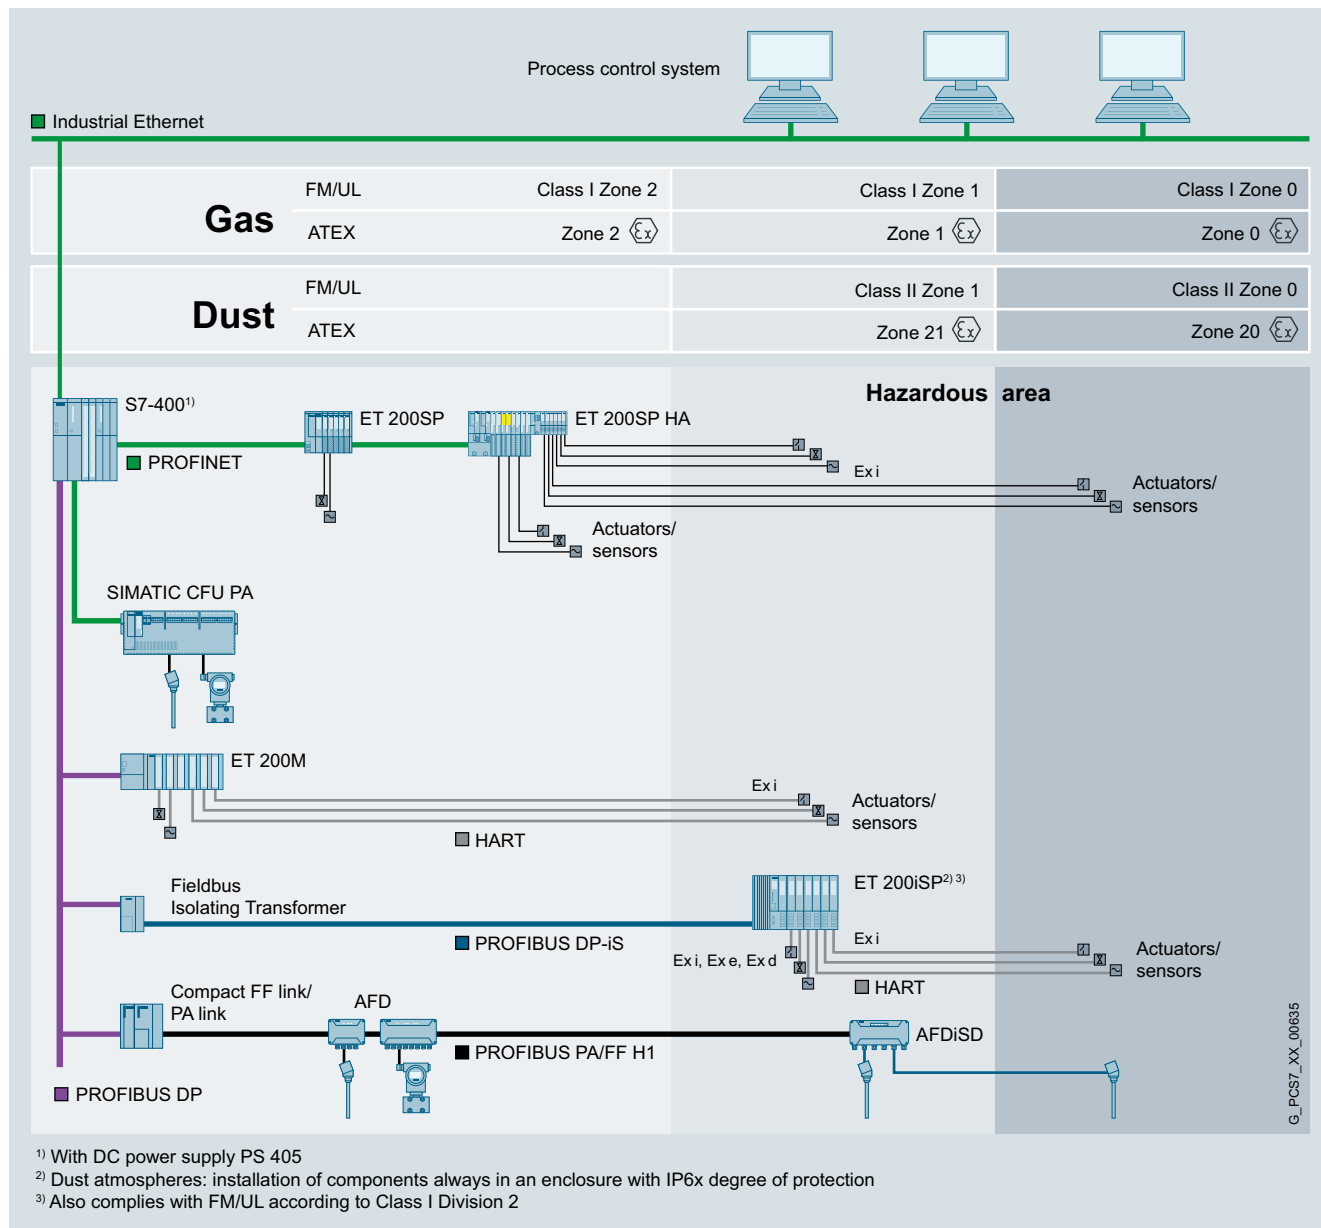 Process control system
Industrial Ethernet
Gas
FM/UL
Class I Zone 2
Class I Zone 1
Class I Zone 0
ATEX
Zone 2 Ex
Zone 1 Ex
Zone 0 Ex
Dust
FM/UL
Class II Zone 1
Class II Zone 0
ATEX
Zone 21 Ex
Zone 20 Ex
Hazardous area
S7-400¹⁾
ET 200SP
ET 200SP HA
PROFINET
Ex i
Actuators/
sensors
Actuators/
sensors
SIMATIC CFU PA
ET 200M
Ex i
Actuators/
sensors
HART
Fieldbus
Isolating Transformer
ET 200iSP²⁾ ³⁾
PROFIBUS DP-iS
Ex i
Ex i, Ex e, Ex d
Actuators/
sensors
HART
Compact FF link/
PA link
AFD
AFDiSD
PROFIBUS PA/FF H1
PROFIBUS DP
G_PCS7_XX_00635
¹⁾ With DC power supply PS 405
²⁾ Dust atmospheres: installation of components always in an enclosure with IP6x degree of protection
³⁾ Also complies with FM/UL according to Class I Division 2